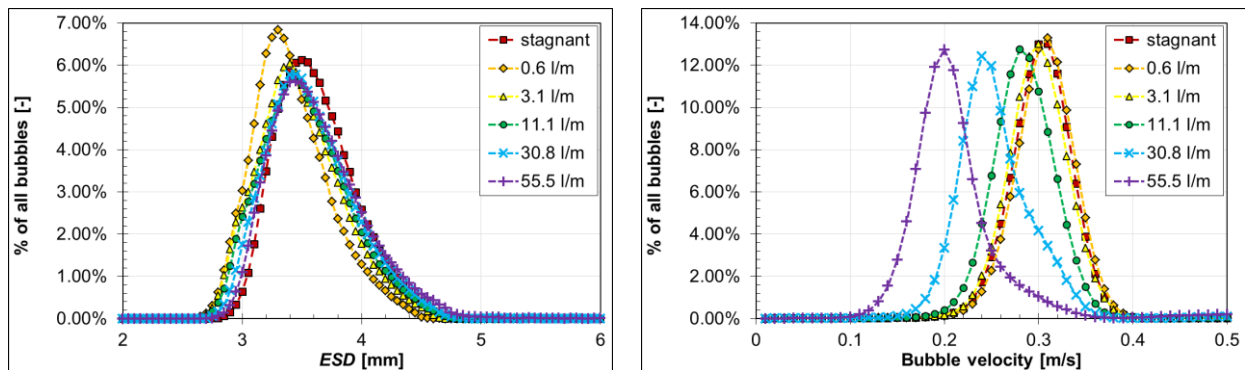 % of all bubbles [-]
7.00%
6.00%
5.00%
4.00%
3.00%
2.00%
1.00%
0.00%
2 3 4 5 6
ESD [mm]
stagnant
0.6 l/m
3.1 l/m
11.1 l/m
30.8 l/m
55.5 l/m
% of all bubbles [-]
14.00%
12.00%
10.00%
8.00%
6.00%
4.00%
2.00%
0.00%
0 0.1 0.2 0.3 0.4 0.5
Bubble velocity [m/s]
stagnant
0.6 l/m
3.1 l/m
11.1 l/m
30.8 l/m
55.5 l/m